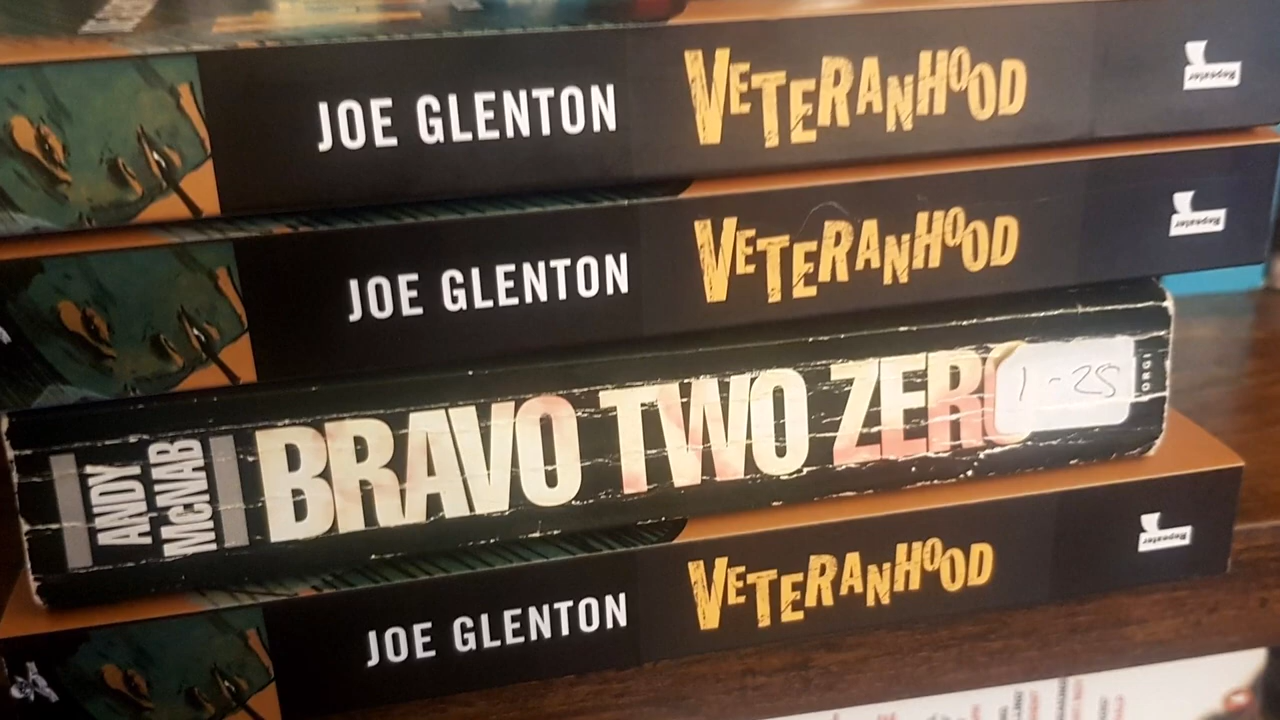 JOE GLENTON VETERANHOOD Repeater
JOE GLENTON VETERANHOOD Repeater
ANDY
McNAB
BRAVO TWO ZERO 1-25 ORGI
JOE GLENTON VETERANHOOD Repeater